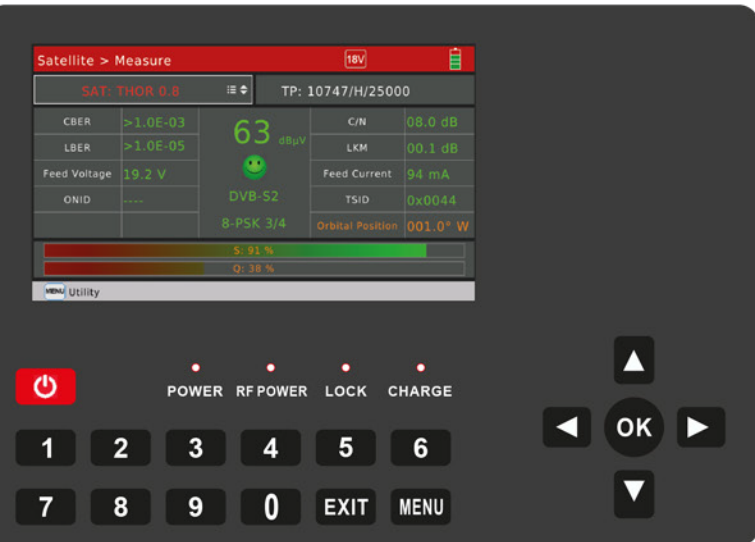 Satellite > Measure 18V
SAT: THOR 0.8 TP: 10747/H/25000
CBER >1.0E-03 63 dBµV C/N 08.0 dB
LBER >1.0E-05 LKM 00.1 dB
Feed Voltage 19.2 V Feed Current 94 mA
ONID ---- DVB-S2 TSID 0x0044
8-PSK 3/4 Orbital Position 001.0° W
S: 91 %
Q: 38 %
MENU Utility
POWER RF POWER LOCK CHARGE
1 2 3 4 5 6
OK
7 8 9 0 EXIT MENU